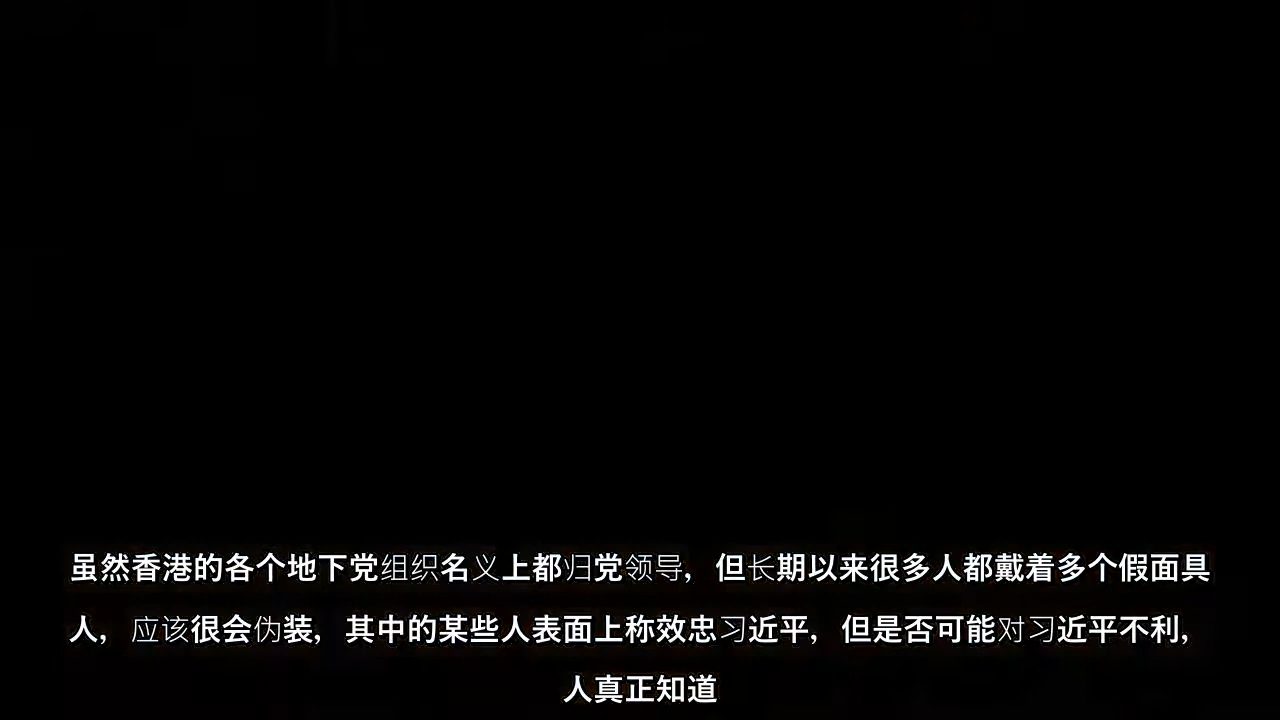 虽然香港的各个地下党组织名义上都归党领导，但长期以来很多人都戴着多个假面具
人，应该很会伪装，其中的某些人表面上称效忠习近平，但是否可能对习近平不利，
人真正知道